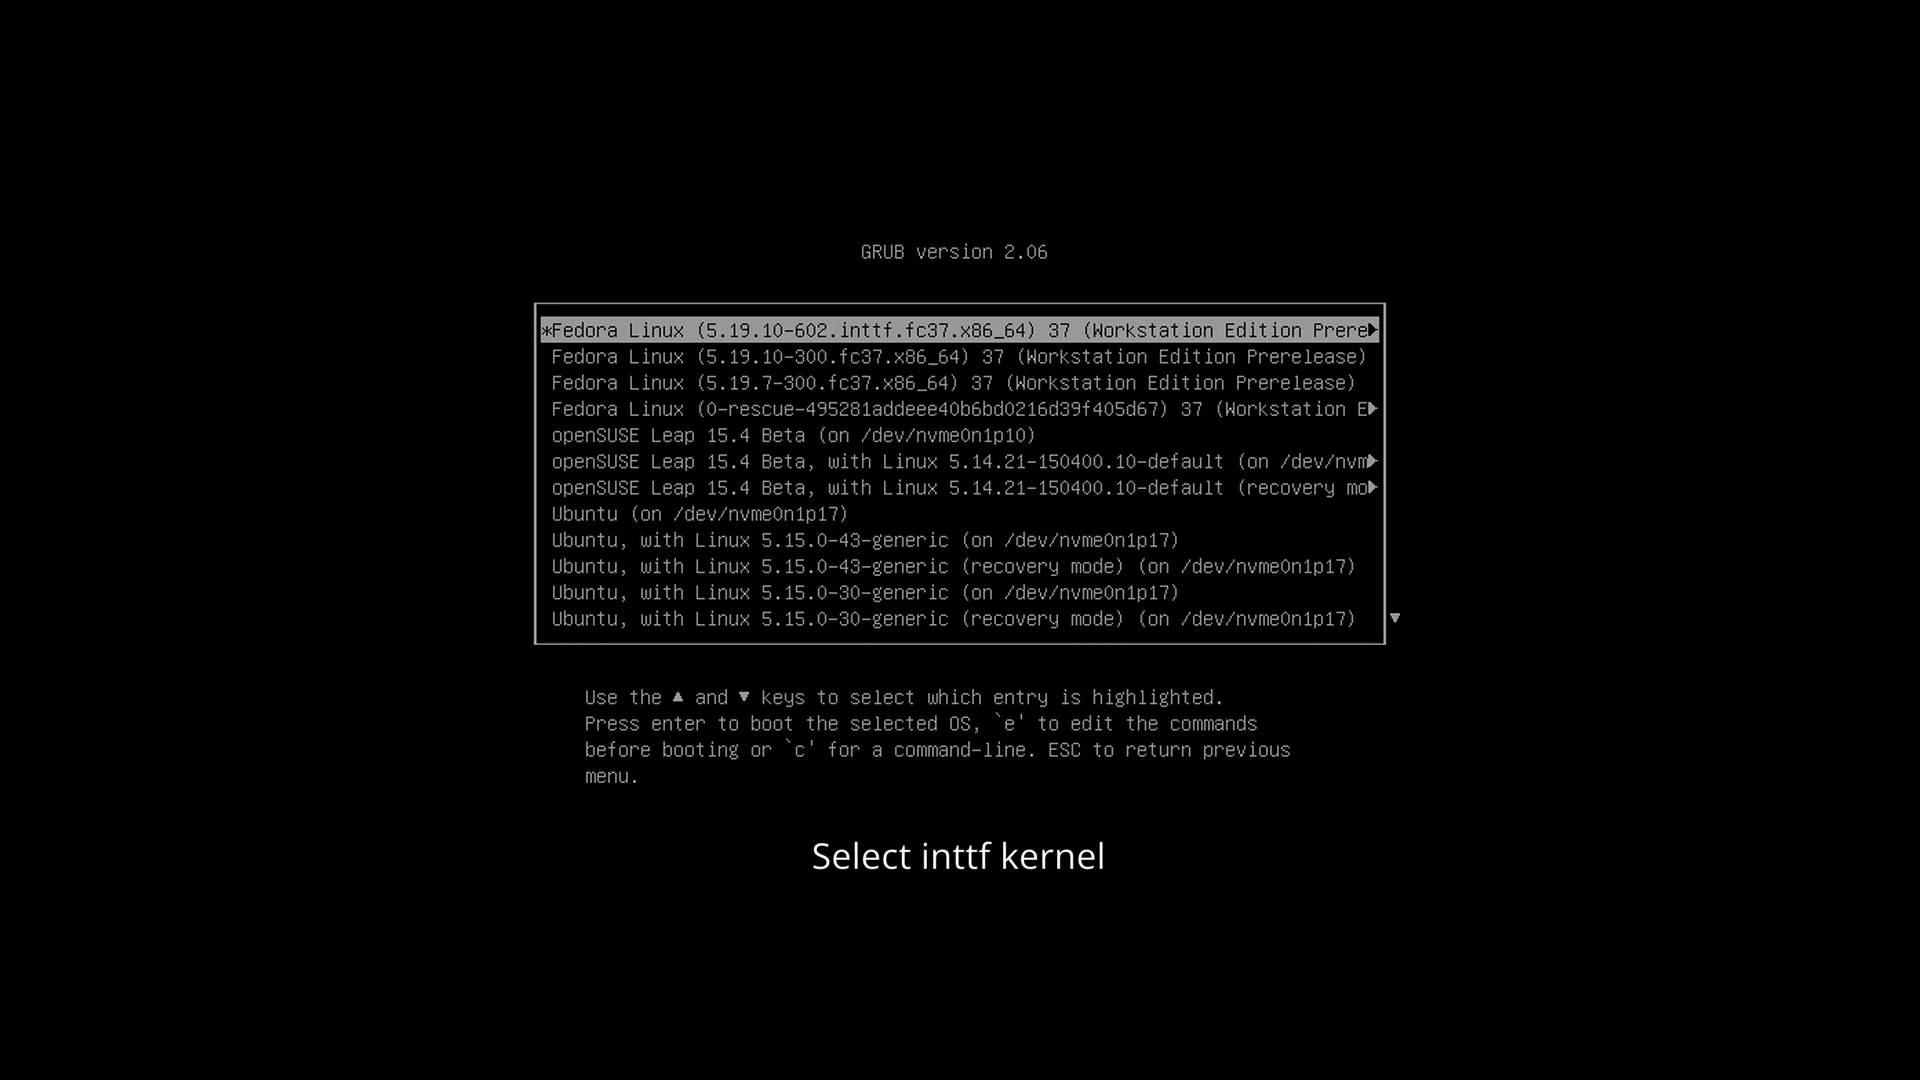 GRUB version 2.06
*Fedora Linux (5.19.10-602.inttf.fc37.x86_64) 37 (Workstation Edition Prere▶
Fedora Linux (5.19.10-300.fc37.x86_64) 37 (Workstation Edition Prerelease)
Fedora Linux (5.19.7-300.fc37.x86_64) 37 (Workstation Edition Prerelease)
Fedora Linux (0-rescue-495281addeee40b6bd0216d39f405d67) 37 (Workstation E▶
openSUSE Leap 15.4 Beta (on /dev/nvme0n1p10)
openSUSE Leap 15.4 Beta, with Linux 5.14.21-150400.10-default (on /dev/nvm▶
openSUSE Leap 15.4 Beta, with Linux 5.14.21-150400.10-default (recovery mo▶
Ubuntu (on /dev/nvme0n1p17)
Ubuntu, with Linux 5.15.0-43-generic (on /dev/nvme0n1p17)
Ubuntu, with Linux 5.15.0-43-generic (recovery mode) (on /dev/nvme0n1p17)
Ubuntu, with Linux 5.15.0-30-generic (on /dev/nvme0n1p17)
Ubuntu, with Linux 5.15.0-30-generic (recovery mode) (on /dev/nvme0n1p17) ▼
Use the ▲ and ▼ keys to select which entry is highlighted.
Press enter to boot the selected OS, `e' to edit the commands
before booting or `c' for a command-line. ESC to return previous
menu.
Select inttf kernel